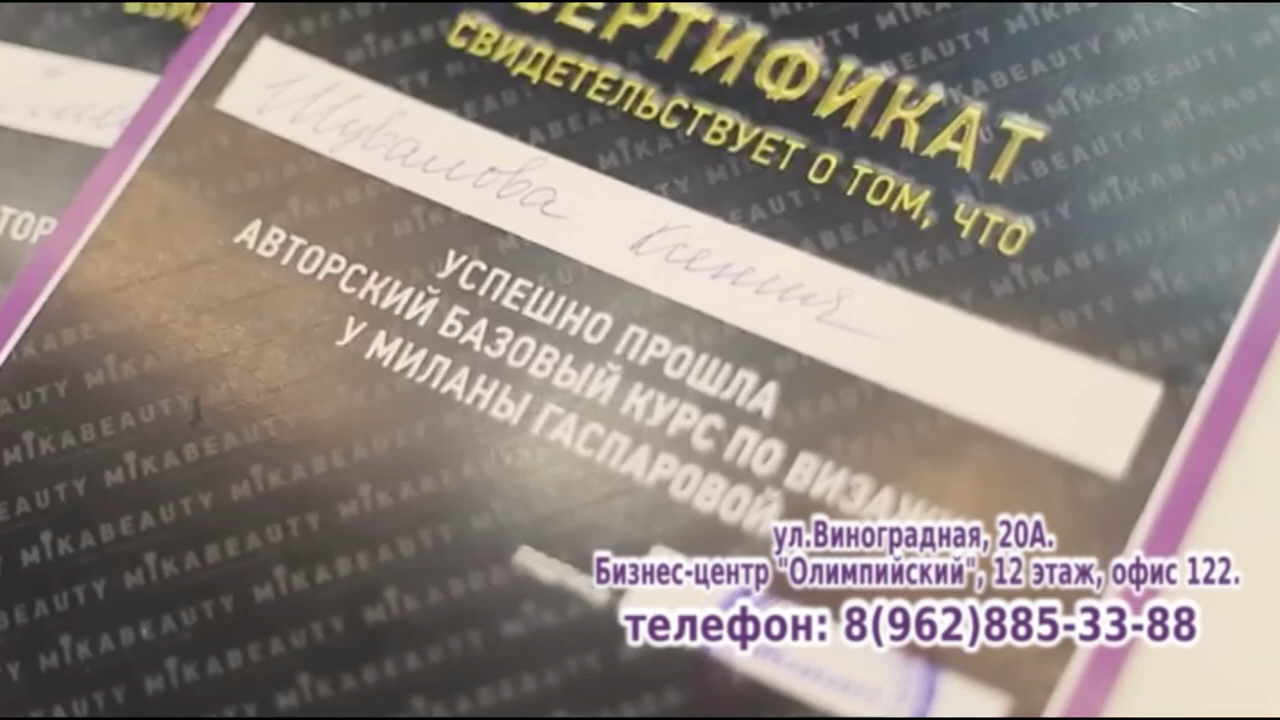 СЕРТИФИКАТ
СВИДЕТЕЛЬСТВУЕТ О ТОМ, ЧТО
Шувалова Ксения
УСПЕШНО ПРОШЛА
АВТОРСКИЙ БАЗОВЫЙ КУРС ПО ВИЗАЖУ
У МИЛАНЫ ГАСПАРОВОЙ
MIKABEAUTY
ул.Виноградная, 20А.
Бизнес-центр "Олимпийский", 12 этаж, офис 122.
телефон: 8(962)885-33-88